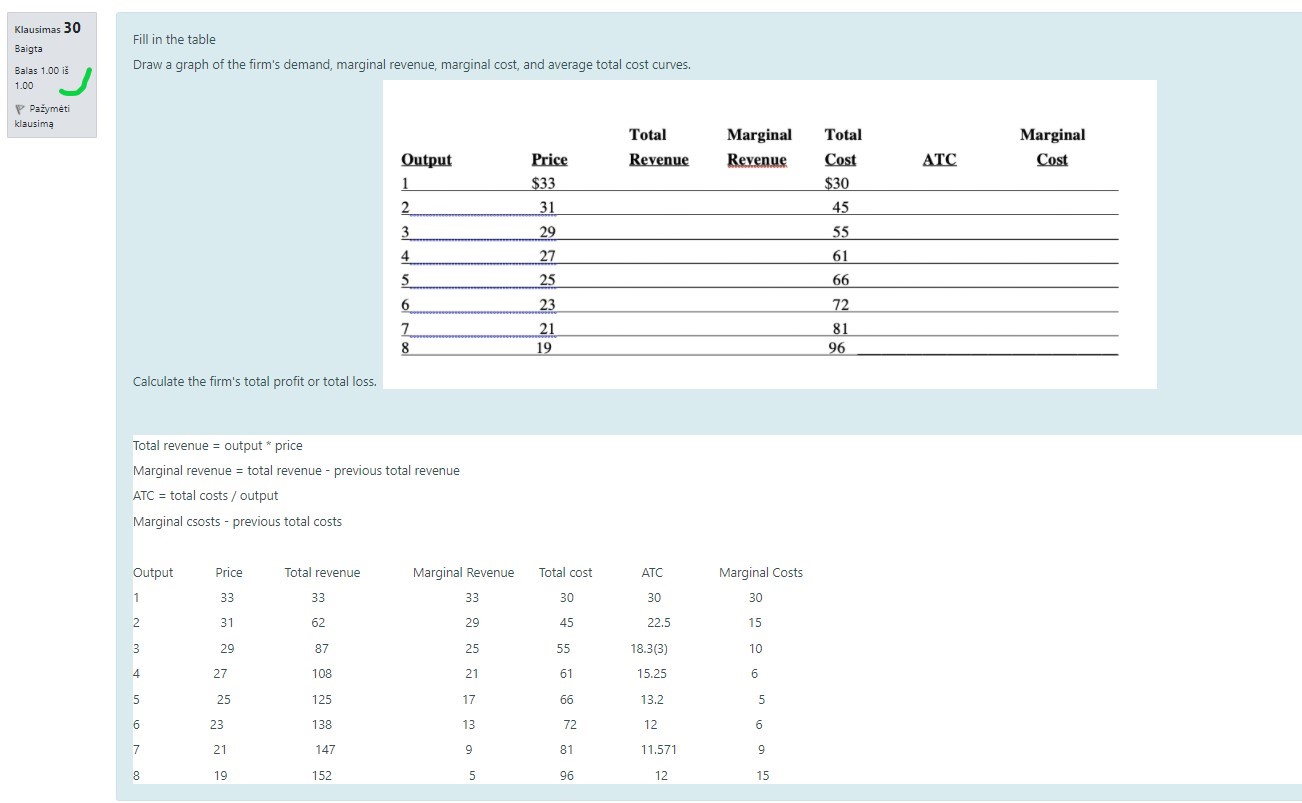 Klausimas 30
Baigta
Balas 1.00 iš
1.00
Pažymėti
klausimą
Fill in the table
Draw a graph of the firm's demand, marginal revenue, marginal cost, and average total cost curves.
Total Marginal Total Marginal
Output Price Revenue Revenue Cost ATC Cost
1 $33 $30
2 31 45
3 29 55
4 27 61
5 25 66
6 23 72
7 21 81
8 19 96
Calculate the firm's total profit or total loss.
Total revenue = output * price
Marginal revenue = total revenue - previous total revenue
ATC = total costs / output
Marginal csosts - previous total costs
Output Price Total revenue Marginal Revenue Total cost ATC Marginal Costs
1 33 33 33 30 30 30
2 31 62 29 45 22.5 15
3 29 87 25 55 18.3(3) 10
4 27 108 21 61 15.25 6
5 25 125 17 66 13.2 5
6 23 138 13 72 12 6
7 21 147 9 81 11.571 9
8 19 152 5 96 12 15